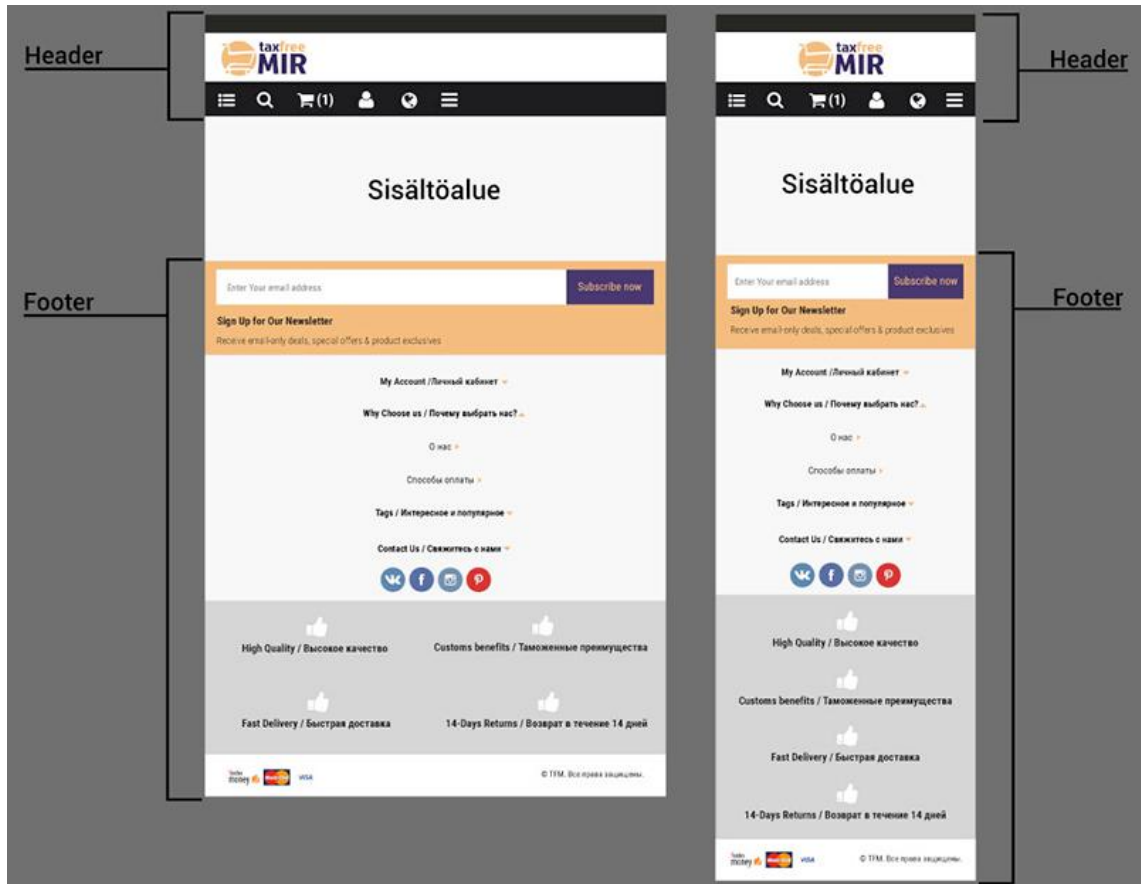 Header
taxfree
MIR
(1)
Sisältöalue
Footer
Enter Your email address
Subscribe now
Sign Up for Our Newsletter
Receive email-only deals, special offers & product exclusives
My Account /Личный кабинет
Why Choose us / Почему выбрать нас?
О нас
Способы оплаты
Tags / Интересное и популярное
Contact Us / Свяжитесь с нами
High Quality / Высокое качество
Customs benefits / Таможенные преимущества
Fast Delivery / Быстрая доставка
14-Days Returns / Возврат в течение 14 дней
money
VISA
© TFM. Все права защищены.
Header
taxfree
MIR
(1)
Sisältöalue
Footer
Enter Your email address
Subscribe now
Sign Up for Our Newsletter
Receive email-only deals, special offers & product exclusives
My Account /Личный кабинет
Why Choose us / Почему выбрать нас?
О нас
Способы оплаты
Tags / Интересное и популярное
Contact Us / Свяжитесь с нами
High Quality / Высокое качество
Customs benefits / Таможенные преимущества
Fast Delivery / Быстрая доставка
14-Days Returns / Возврат в течение 14 дней
money
VISA
© TFM. Все права защищены.